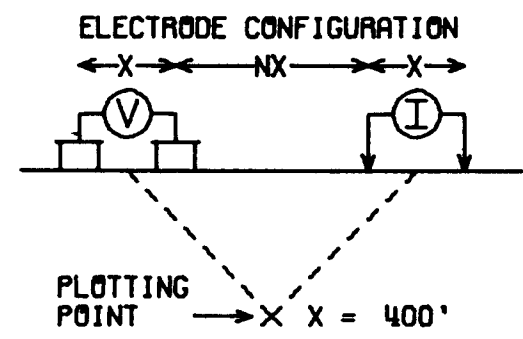 ELECTRODE CONFIGURATION
X NX X
V I
PLOTTING
POINT X X = 400'